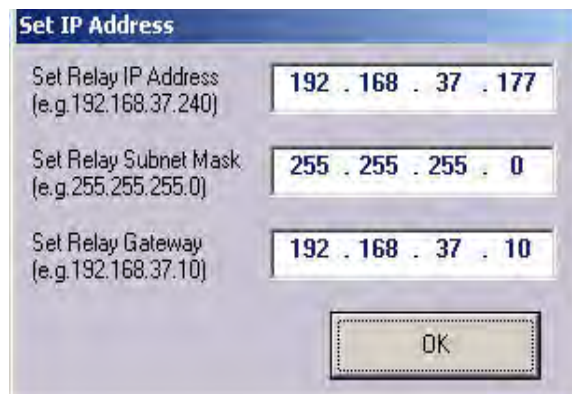 Set IP Address
Set Relay IP Address
(e.g.192.168.37.240)
192 . 168 . 37 . 177
Set Relay Subnet Mask
(e.g.255.255.255.0)
255 . 255 . 255 . 0
Set Relay Gateway
(e.g.192.168.37.10)
192 . 168 . 37 . 10
OK